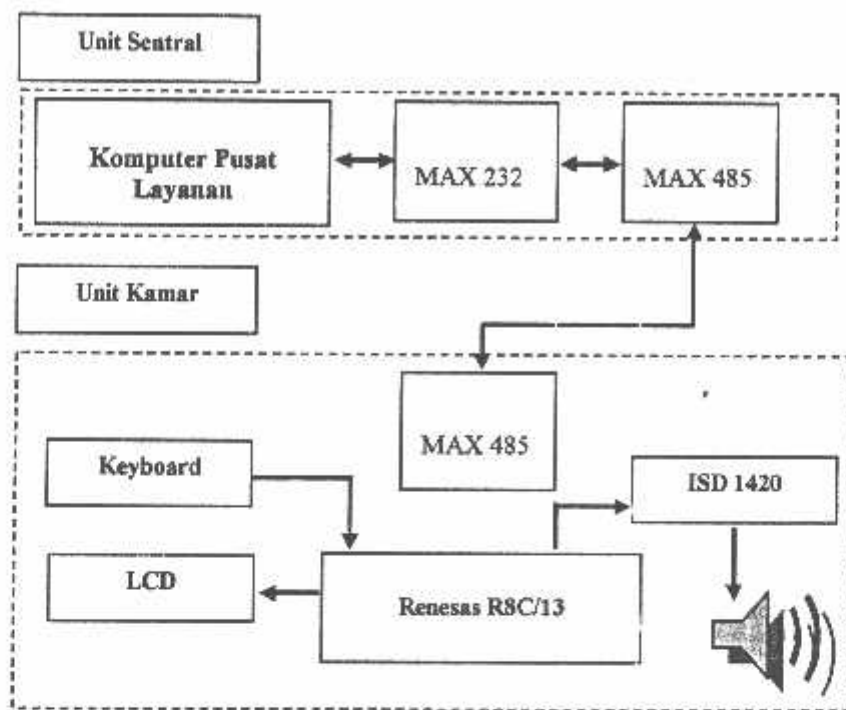 Unit Sentral
Komputer Pusat
Layanan
MAX 232
MAX 485
Unit Kamar
MAX 485
Keyboard
ISD 1420
LCD
Renesas R8C/13